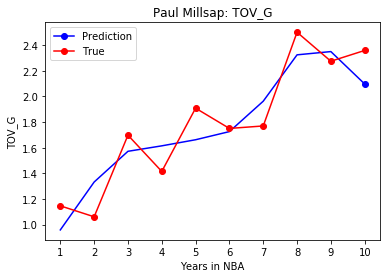 Paul Millsap: TOV_G
Prediction
True
2.4
2.2
2.0
1.8
1.6
1.4
1.2
1.0
TOV_G
1 2 3 4 5 6 7 8 9 10
Years in NBA